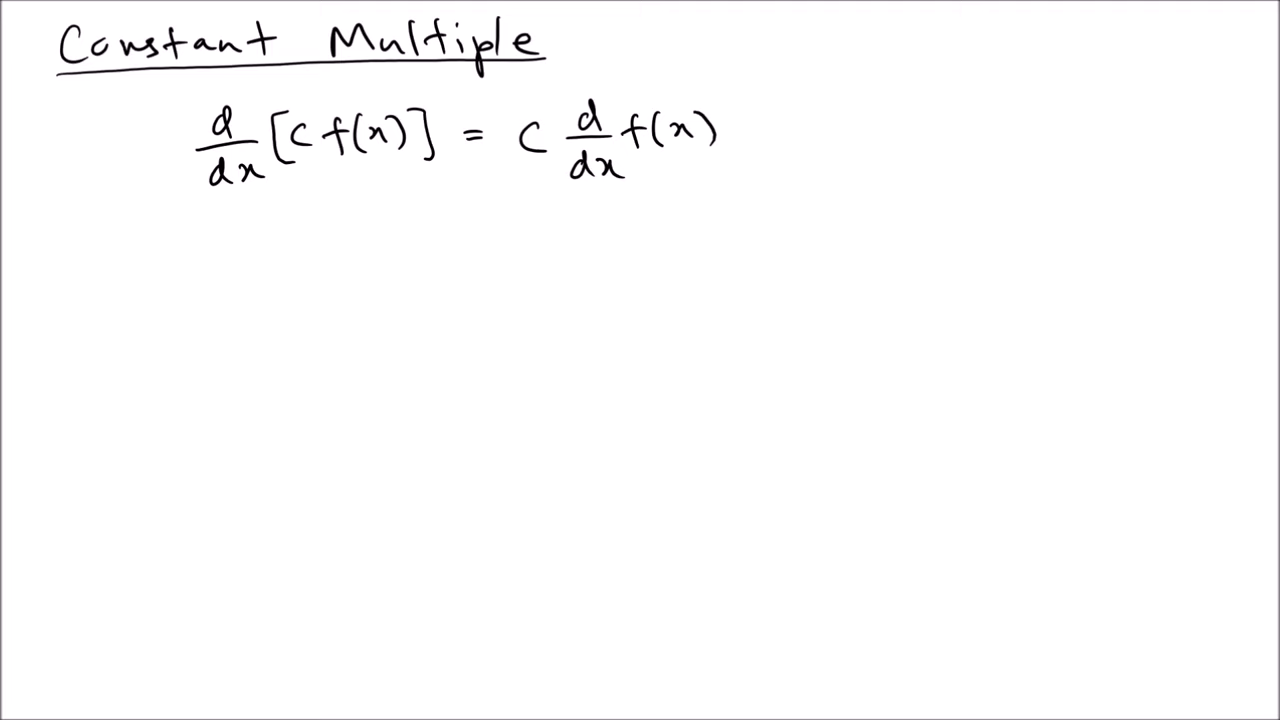 Constant Multiple
d/dx [c f(x)] = c d/dx f(x)